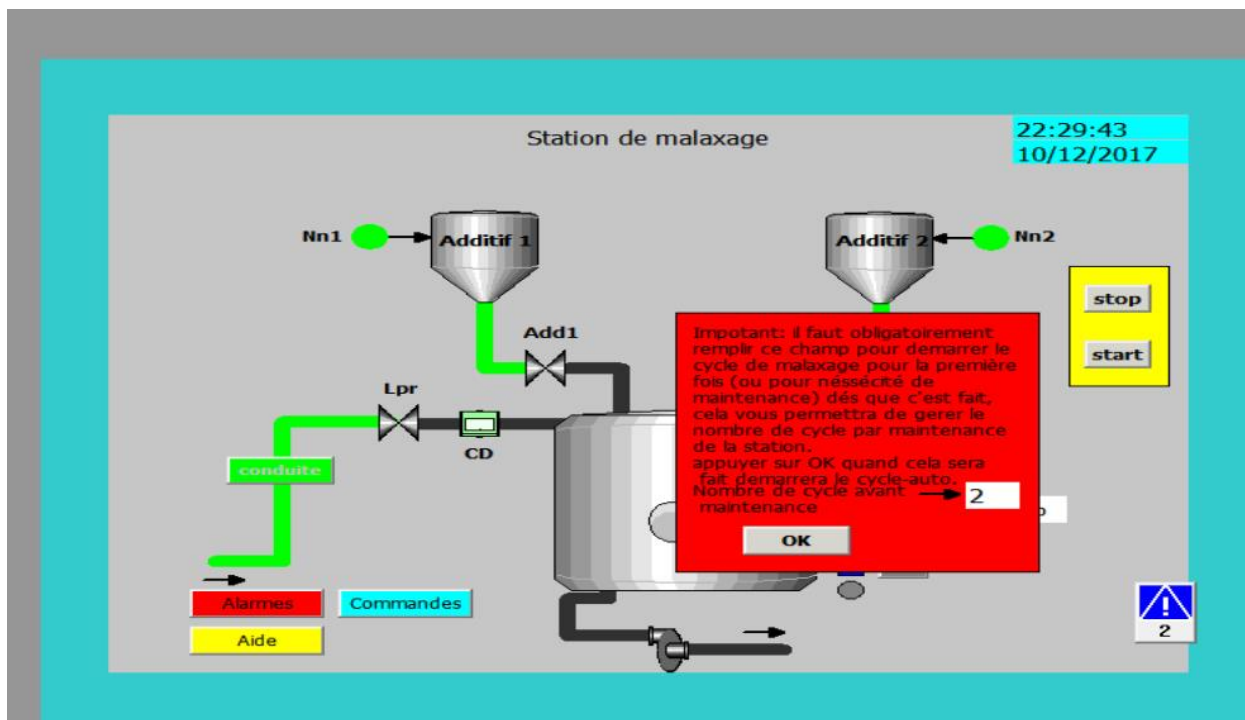 Station de malaxage
22:29:43
10/12/2017
Nn1
Additif 1
Additif 2
Nn2
stop
start
Add1
Lpr
CD
conduite
Impotant: il faut obligatoirement
remplir ce champ pour demarrer le
cycle de malaxage pour la première
fois (ou pour néssécité de
maintenance) dés que c'est fait,
cela vous permettra de gerer le
nombre de cycle par maintenance
de la station.
appuyer sur OK quand cela sera
fait demarrera le cycle-auto.
Nombre de cycle avant
maintenance
2
OK
Alarmes
Commandes
Aide
2